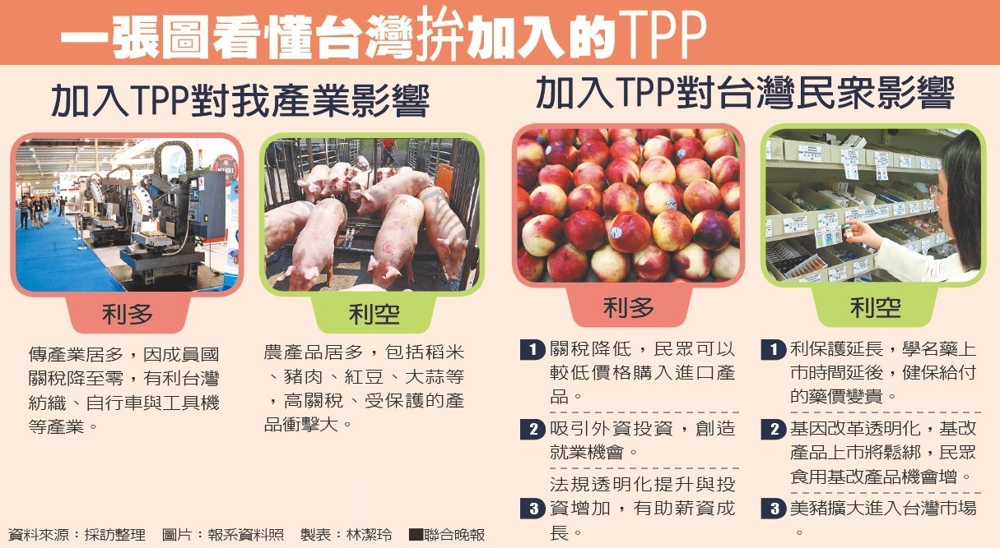 一張圖看懂台灣拚加入的TPP
加入TPP對我產業影響
利多
傳產業居多，因成員國
關稅降至零，有利台灣
紡織、自行車與工具機
等產業。
利空
農產品居多，包括稻米
、豬肉、紅豆、大蒜等
，高關稅、受保護的產
品衝擊大。
加入TPP對台灣民眾影響
利多
1 關稅降低，民眾可以
較低價格購入進口產
品。
2 吸引外資投資，創造
就業機會。
法規透明化提升與投
3 資增加，有助薪資成
長。
利空
1 利保護延長，學名藥上
市時間延後，健保給付
的藥價變貴。
2 基因改革透明化，基改
產品上市將鬆綁，民眾
食用基改產品機會增。
3 美豬擴大進入台灣市場
。
資料來源：採訪整理　圖片：報系資料照　製表：林潔玲　■聯合晚報